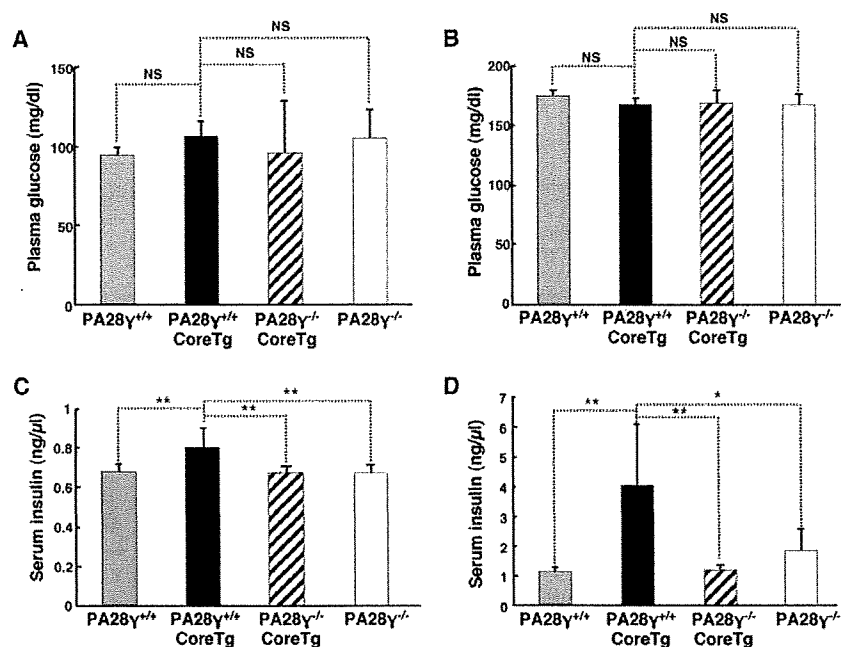 A
NS
NS
NS
150
100
50
0
Plasma glucose (mg/dl)
PA28γ+/+
PA28γ+/+
CoreTg
PA28γ-/-
CoreTg
PA28γ-/-
B
NS
NS
NS
200
150
100
50
0
Plasma glucose (mg/dl)
PA28γ+/+
PA28γ+/+
CoreTg
PA28γ-/-
CoreTg
PA28γ-/-
C
**
**
**
1
0.8
0.6
0.4
0.2
0
Serum insulin (ng/µl)
PA28γ+/+
PA28γ+/+
CoreTg
PA28γ-/-
CoreTg
PA28γ-/-
D
*
**
**
7
6
5
4
3
2
1
0
Serum insulin (ng/µl)
PA28γ+/+
PA28γ+/+
CoreTg
PA28γ-/-
CoreTg
PA28γ-/-